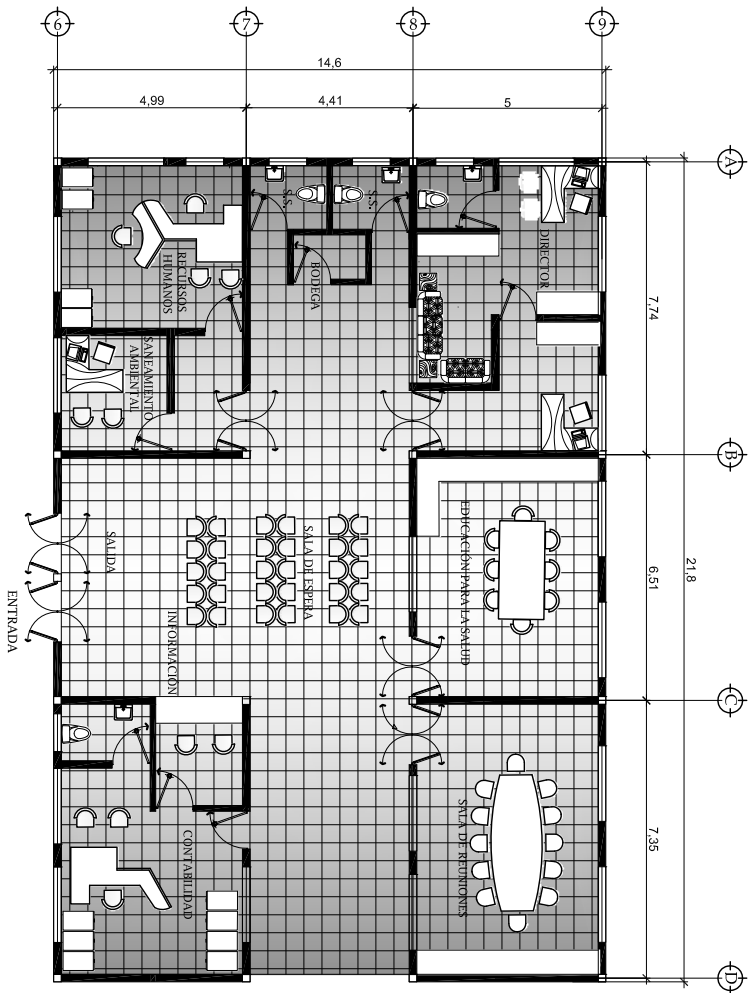 6
7
8
9
14,6
4,99
4,41
5
A
B
C
D
7,74
6,51
7,35
21,8
S.S.
S.S.
DIRECTOR
BODEGA
RECURSOS
HUMANOS
SANEAMIENTO
AMBIENTAL
SALIDA
ENTRADA
SALA DE ESPERA
INFORMACIÓN
EDUCACIÓN PARA LA SALUD
CONTABILIDAD
SALA DE REUNIONES